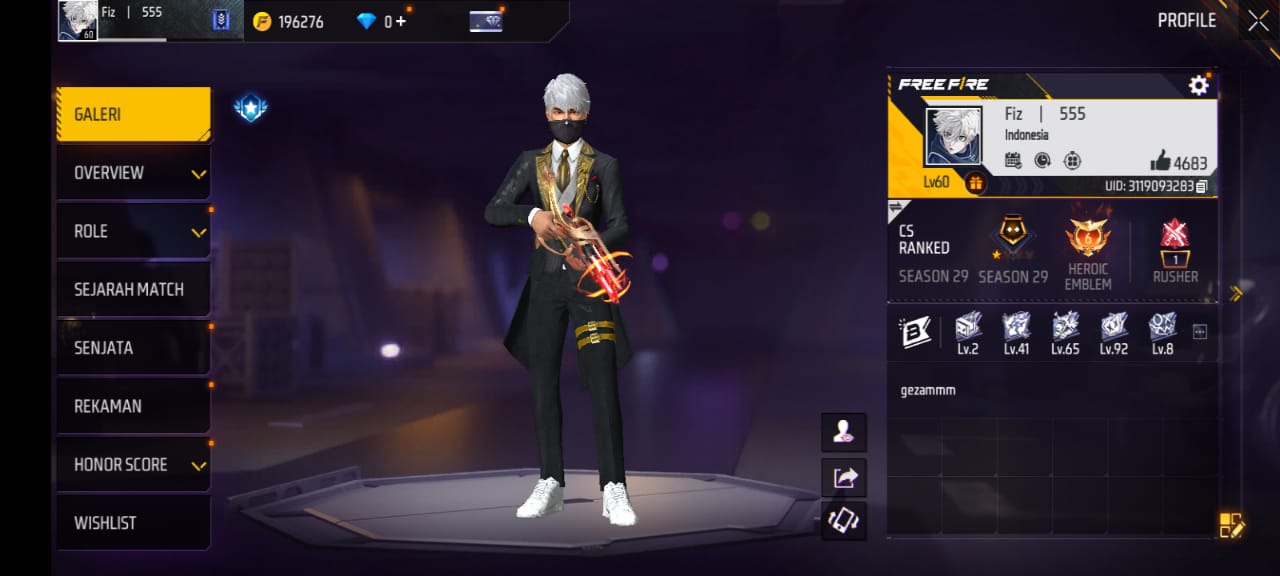 Fiz | 555
60
196276
0 +
PROFILE
GALERI
OVERVIEW
ROLE
SEJARAH MATCH
SENJATA
REKAMAN
HONOR SCORE
WISHLIST
FREE FIRE
Fiz | 555
Indonesia
4683
Lv60
UID: 3119093283
CS
RANKED
SEASON 29
SEASON 29
6
HEROIC
EMBLEM
1
RUSHER
B
Lv.2
Lv.41
Lv.65
Lv.92
Lv.8
gezammm